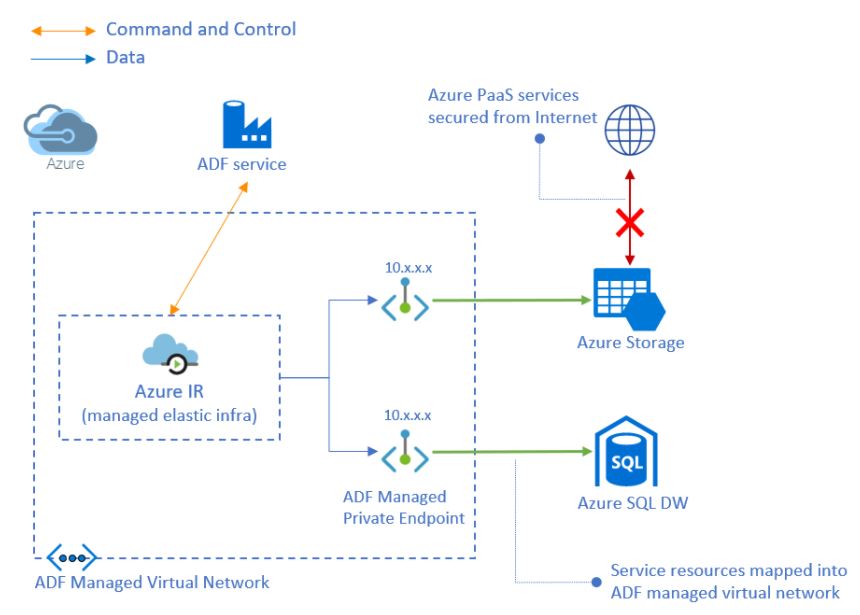 Command and Control
Data
Azure
ADF service
Azure PaaS services
secured from Internet
10.x.x.x
Azure Storage
Azure IR
(managed elastic infra)
10.x.x.x
ADF Managed
Private Endpoint
SQL
Azure SQL DW
ADF Managed Virtual Network
Service resources mapped into
ADF managed virtual network